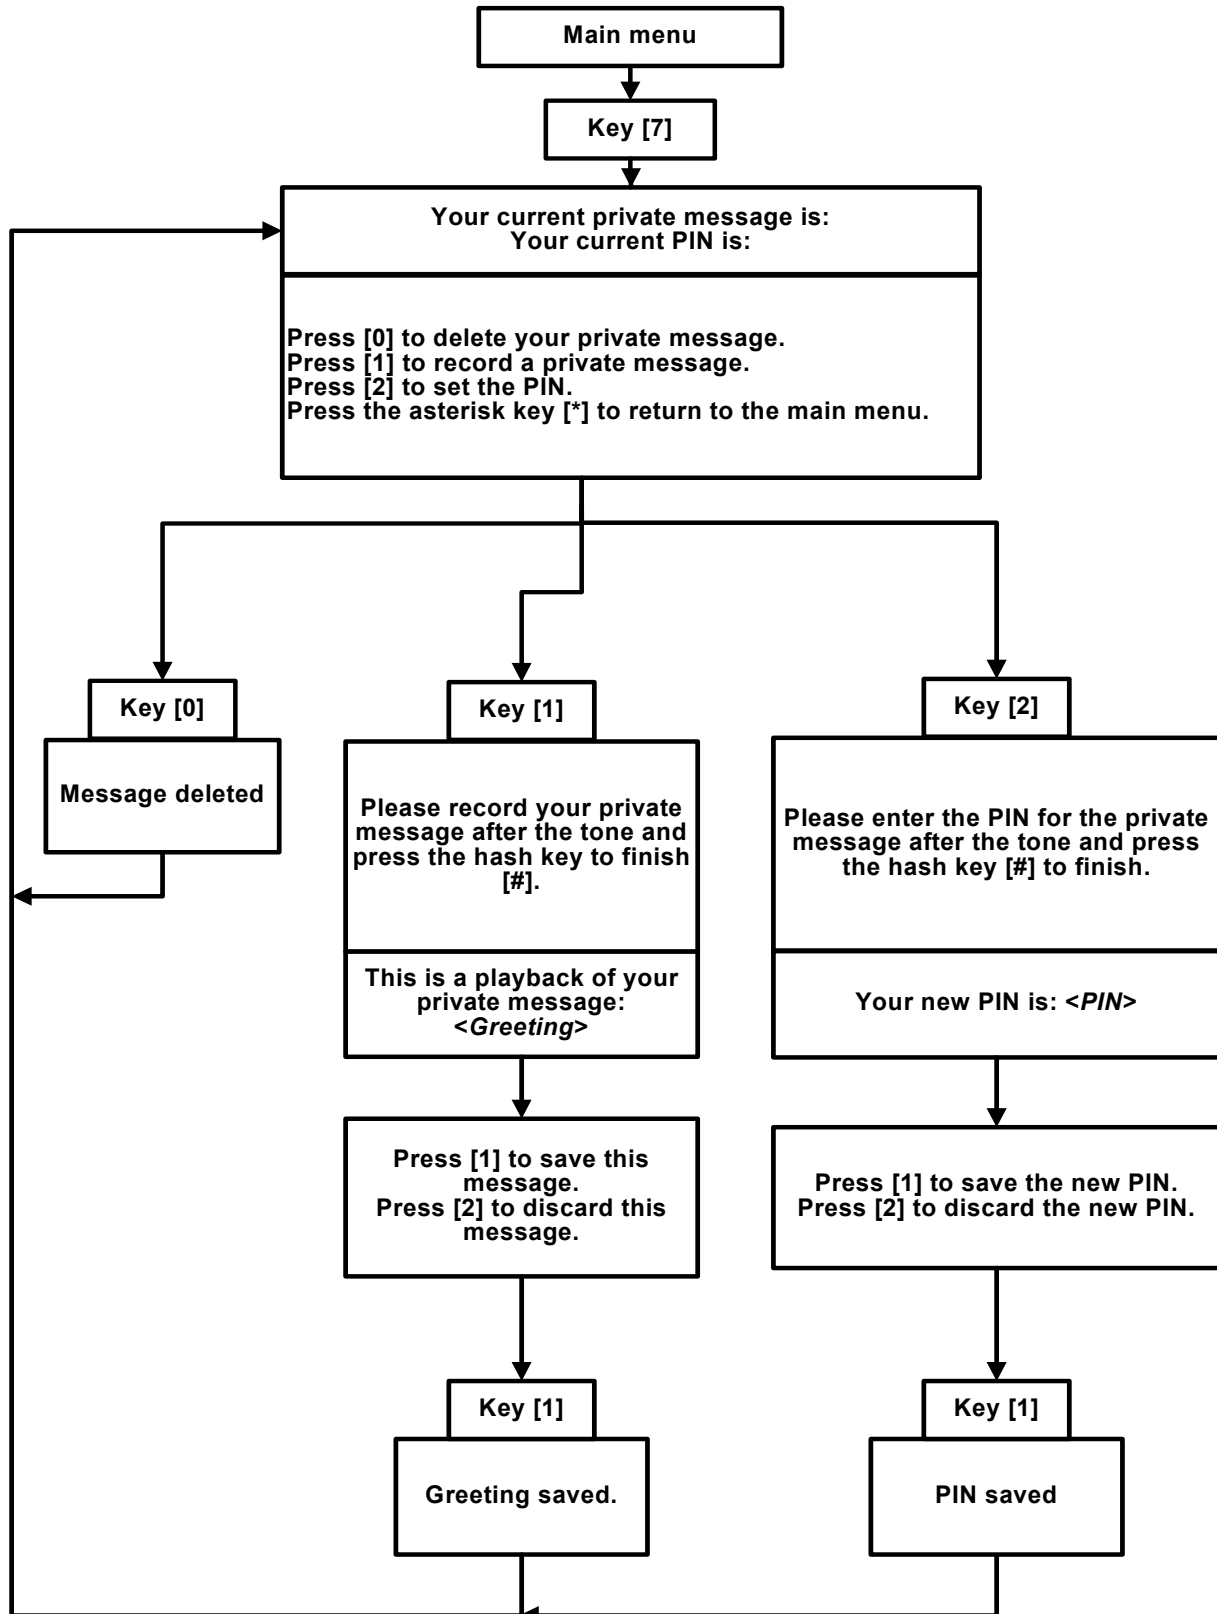 Main menu
Key [7]
Your current private message is:
Your current PIN is:
Press [0] to delete your private message.
Press [1] to record a private message.
Press [2] to set the PIN.
Press the asterisk key [*] to return to the main menu.
Key [0]
Message deleted
Key [1]
Please record your private
message after the tone and
press the hash key to finish
[#].
This is a playback of your
private message:
<Greeting>
Press [1] to save this
message.
Press [2] to discard this
message.
Key [1]
Greeting saved.
Key [2]
Please enter the PIN for the private
message after the tone and press
the hash key [#] to finish.
Your new PIN is: <PIN>
Press [1] to save the new PIN.
Press [2] to discard the new PIN.
Key [1]
PIN saved